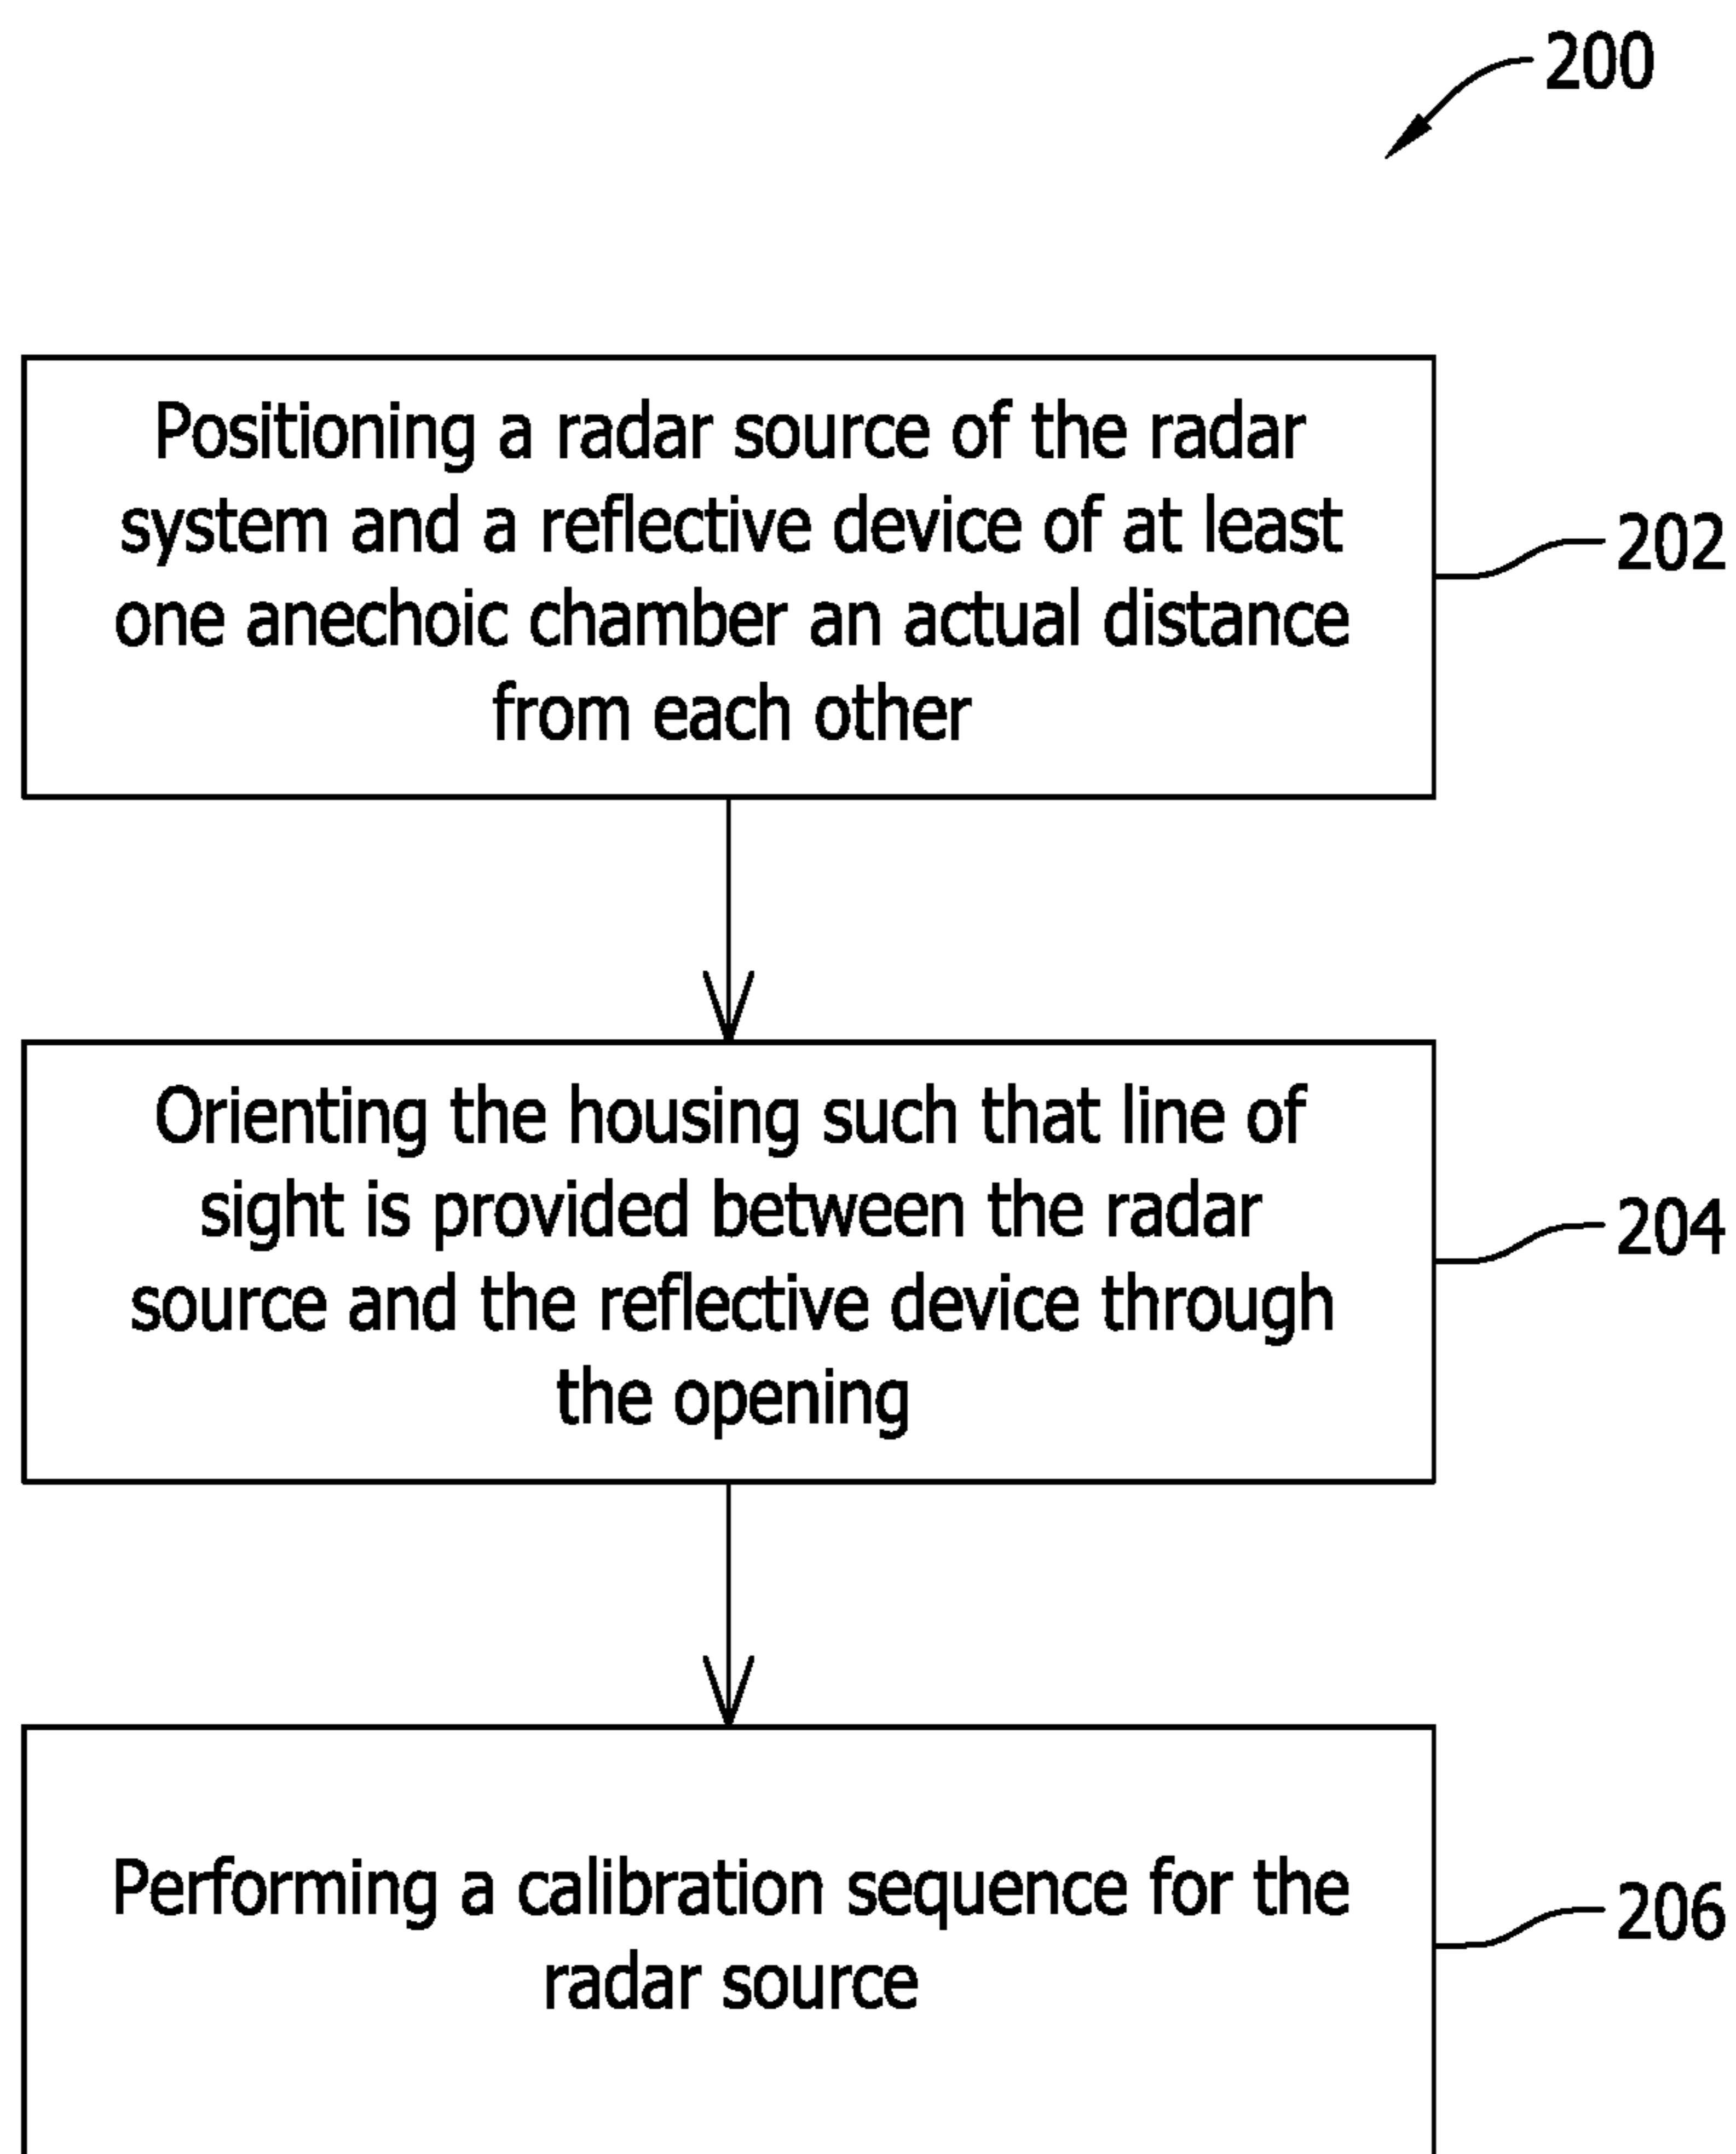 200
Positioning a radar source of the radar
system and a reflective device of at least
one anechoic chamber an actual distance
from each other
202
Orienting the housing such that line of
sight is provided between the radar
source and the reflective device through
the opening
204
Performing a calibration sequence for the
radar source
206